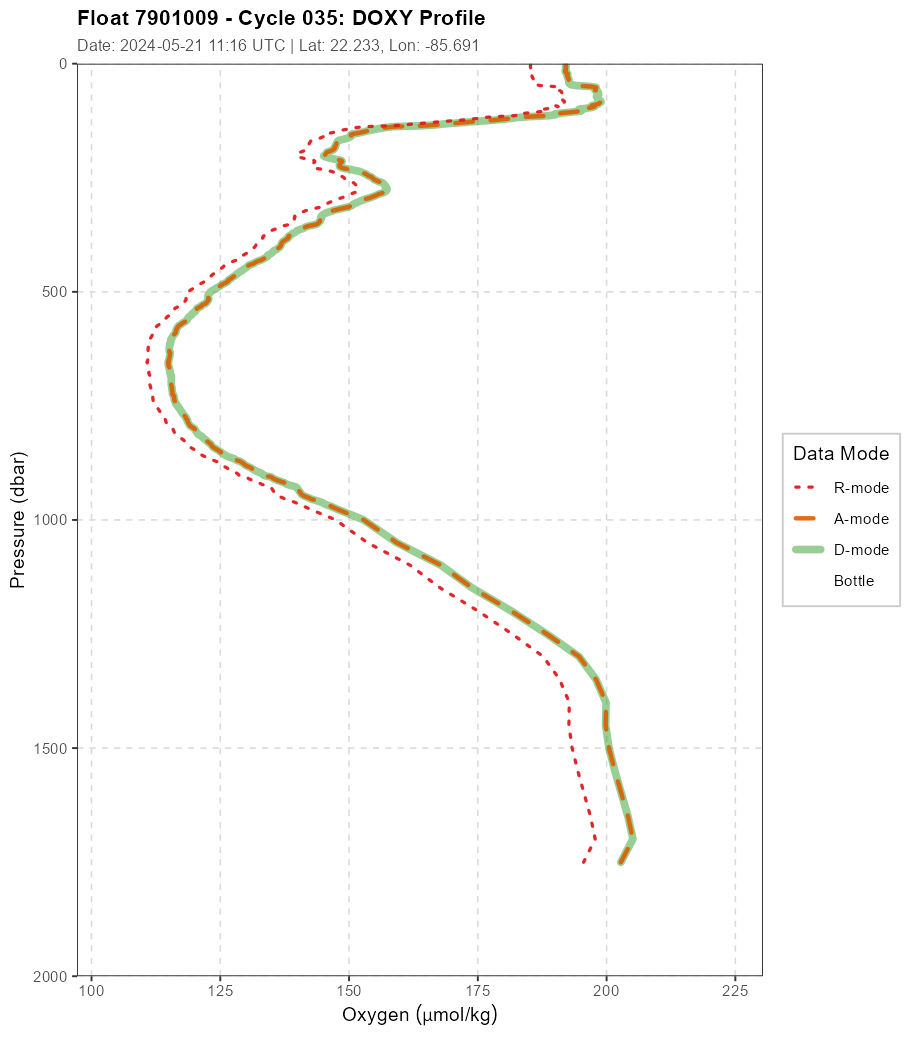 Float 7901009 - Cycle 035: DOXY Profile
Date: 2024-05-21 11:16 UTC | Lat: 22.233, Lon: -85.691
0
500
1000
1500
2000
Pressure (dbar)
100 125 150 175 200 225
Oxygen (µmol/kg)
Data Mode
R-mode
A-mode
D-mode
Bottle